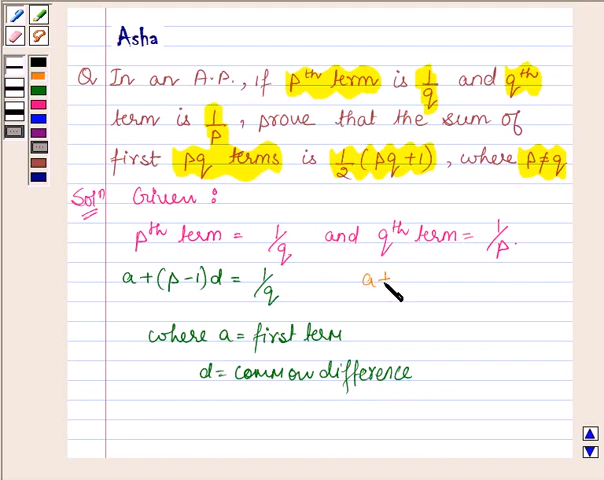 Asha
Q In an A.P., if pᵗʰ term is 1/q and qᵗʰ
term is 1/p, prove that the sum of
first pq terms is 1/2 (pq+1), where p≠q
Solⁿ Given:
pᵗʰ term = 1/q and qᵗʰ term = 1/p.
a+(p-1)d = 1/q a+
where a = first term
d = common difference